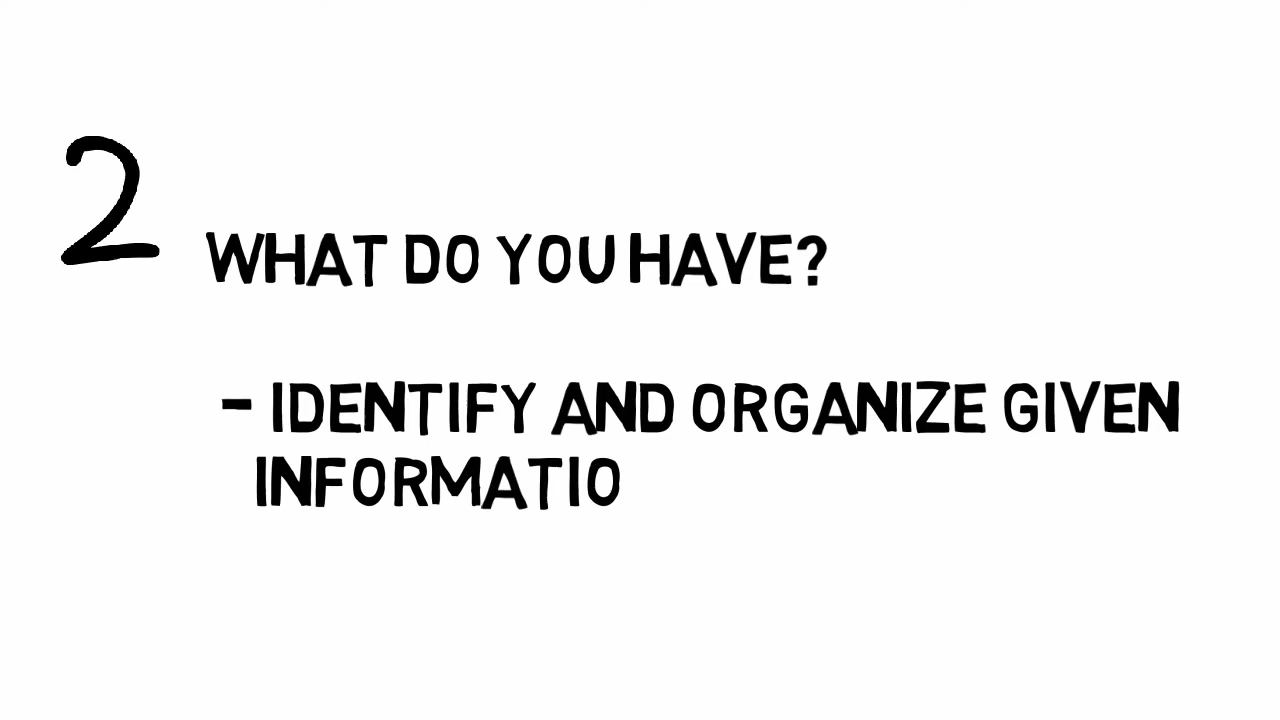 2
WHAT DO YOU HAVE?
- IDENTIFY AND ORGANIZE GIVEN
INFORMATIO